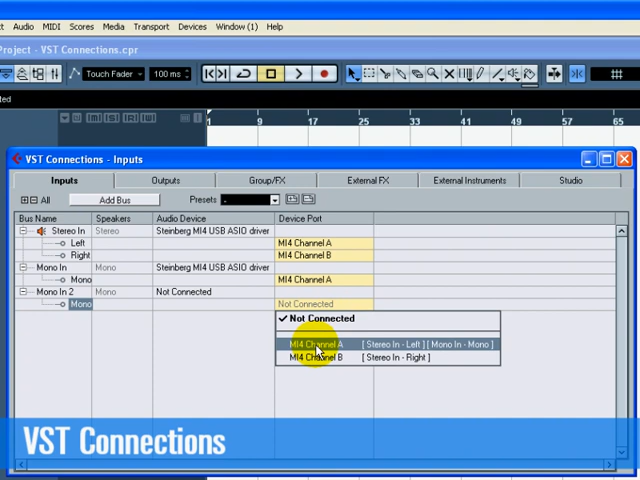 Audio MIDI Scores Media Transport Devices Window (1) Help
Project - VST Connections.cpr
Touch Fader 100 ms
1 9 17 25 33 41 49 57 65
VST Connections - Inputs
Inputs Outputs Group/FX External FX External Instruments Studio
All Add Bus Presets -
Bus Name Speakers Audio Device Device Port
Stereo In Stereo Steinberg MI4 USB ASIO driver
Left MI4 Channel A
Right MI4 Channel B
Mono In Mono Steinberg MI4 USB ASIO driver
Mono MI4 Channel A
Mono In 2 Mono Not Connected
Mono Not Connected
Not Connected
MI4 Channel A [ Stereo In - Left ] [ Mono In - Mono ]
MI4 Channel B [ Stereo In - Right ]
VST Connections